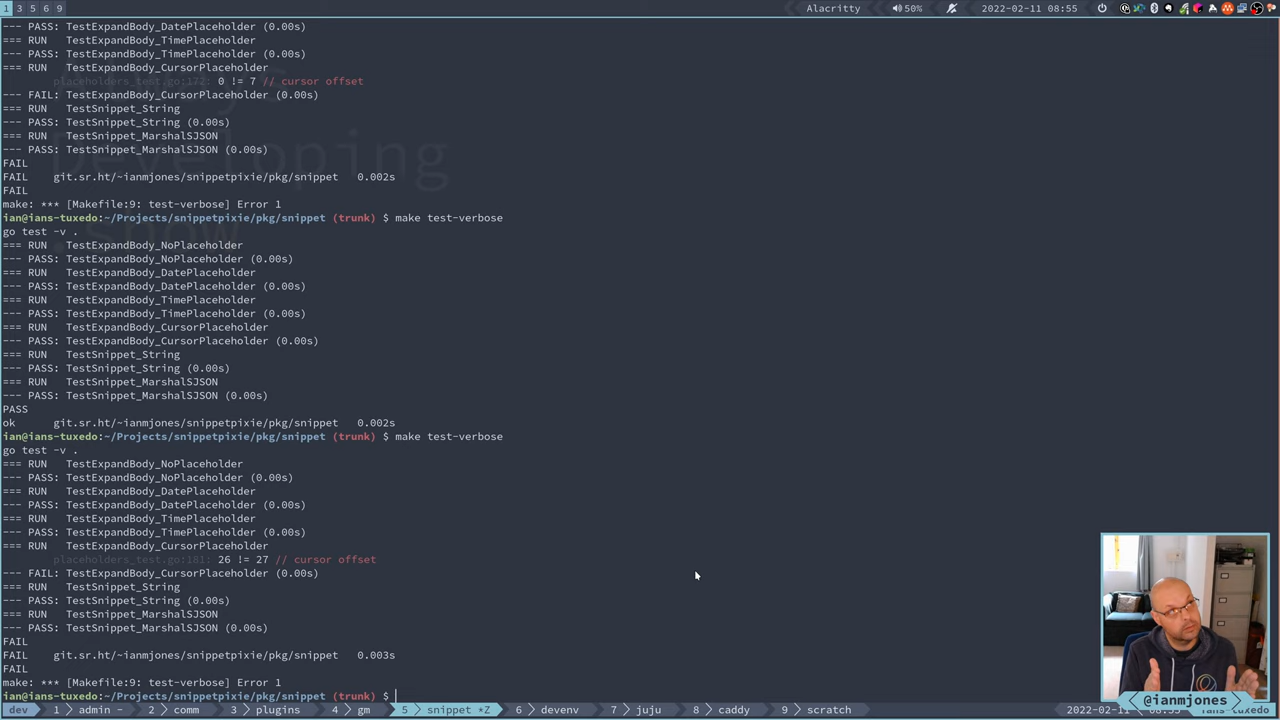 1 3 5 6 9 Alacritty 50% 2022-02-11 08:55
--- PASS: TestExpandBody_DatePlaceholder (0.00s)
=== RUN TestExpandBody_TimePlaceholder
--- PASS: TestExpandBody_TimePlaceholder (0.00s)
=== RUN TestExpandBody_CursorPlaceholder
placeholders_test.go:172: 0 != 7 // cursor offset
--- FAIL: TestExpandBody_CursorPlaceholder (0.00s)
=== RUN TestSnippet_String
--- PASS: TestSnippet_String (0.00s)
=== RUN TestSnippet_MarshalSJSON
--- PASS: TestSnippet_MarshalSJSON (0.00s)
Developing
FAIL
FAIL git.sr.ht/~ianmjones/snippetpixie/pkg/snippet 0.002s
FAIL
make: *** [Makefile:9: test-verbose] Error 1
ian@ians-tuxedo:~/Projects/snippetpixie/pkg/snippet (trunk) $ make test-verbose
go test -v .
show
=== RUN TestExpandBody_NoPlaceholder
--- PASS: TestExpandBody_NoPlaceholder (0.00s)
=== RUN TestExpandBody_DatePlaceholder
--- PASS: TestExpandBody_DatePlaceholder (0.00s)
=== RUN TestExpandBody_TimePlaceholder
--- PASS: TestExpandBody_TimePlaceholder (0.00s)
=== RUN TestExpandBody_CursorPlaceholder
--- PASS: TestExpandBody_CursorPlaceholder (0.00s)
=== RUN TestSnippet_String
--- PASS: TestSnippet_String (0.00s)
=== RUN TestSnippet_MarshalSJSON
--- PASS: TestSnippet_MarshalSJSON (0.00s)
PASS
ok git.sr.ht/~ianmjones/snippetpixie/pkg/snippet 0.002s
ian@ians-tuxedo:~/Projects/snippetpixie/pkg/snippet (trunk) $ make test-verbose
go test -v .
=== RUN TestExpandBody_NoPlaceholder
--- PASS: TestExpandBody_NoPlaceholder (0.00s)
=== RUN TestExpandBody_DatePlaceholder
--- PASS: TestExpandBody_DatePlaceholder (0.00s)
=== RUN TestExpandBody_TimePlaceholder
--- PASS: TestExpandBody_TimePlaceholder (0.00s)
=== RUN TestExpandBody_CursorPlaceholder
placeholders_test.go:181: 26 != 27 // cursor offset
--- FAIL: TestExpandBody_CursorPlaceholder (0.00s)
=== RUN TestSnippet_String
--- PASS: TestSnippet_String (0.00s)
=== RUN TestSnippet_MarshalSJSON
--- PASS: TestSnippet_MarshalSJSON (0.00s)
FAIL
FAIL git.sr.ht/~ianmjones/snippetpixie/pkg/snippet 0.003s
FAIL
make: *** [Makefile:9: test-verbose] Error 1
ian@ians-tuxedo:~/Projects/snippetpixie/pkg/snippet (trunk) $
@ianmjones
dev 1 admin - 2 comm 3 plugins 4 gm 5 snippet *Z 6 devenv 7 juju 8 caddy 9 scratch 2022-02-11 ians-tuxedo